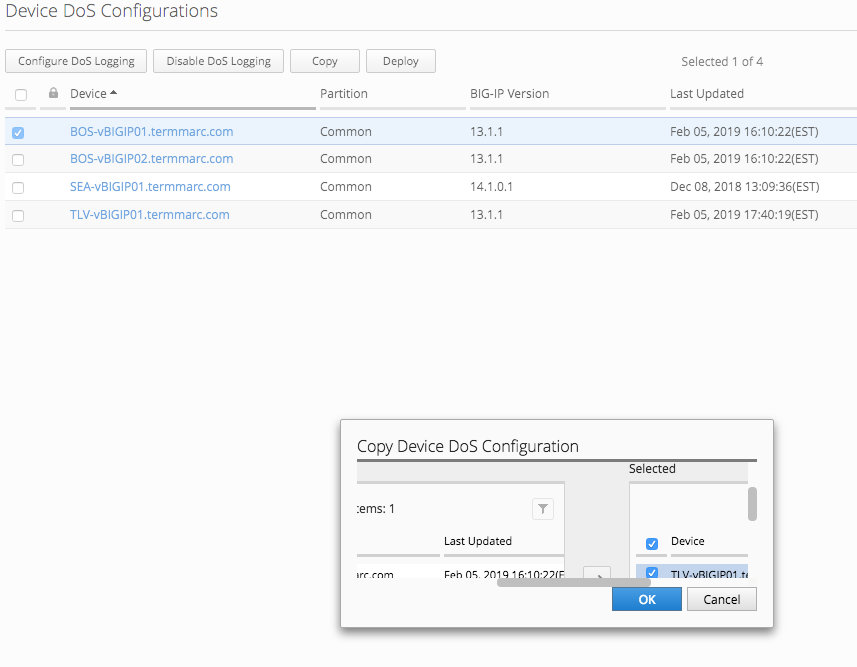 Device DoS Configurations
Configure DoS Logging Disable DoS Logging Copy Deploy Selected 1 of 4
Device Partition BIG-IP Version Last Updated
BOS-vBIGIP01.termmarc.com Common 13.1.1 Feb 05, 2019 16:10:22(EST)
BOS-vBIGIP02.termmarc.com Common 13.1.1 Feb 05, 2019 16:10:22(EST)
SEA-vBIGIP01.termmarc.com Common 14.1.0.1 Dec 08, 2018 13:09:36(EST)
TLV-vBIGIP01.termmarc.com Common 13.1.1 Feb 05, 2019 17:40:19(EST)
Copy Device DoS Configuration
Selected
tems: 1
Last Updated Device
arc.com Feb 05, 2019 16:10:22(E TLV-vBIGIP01.te
OK Cancel